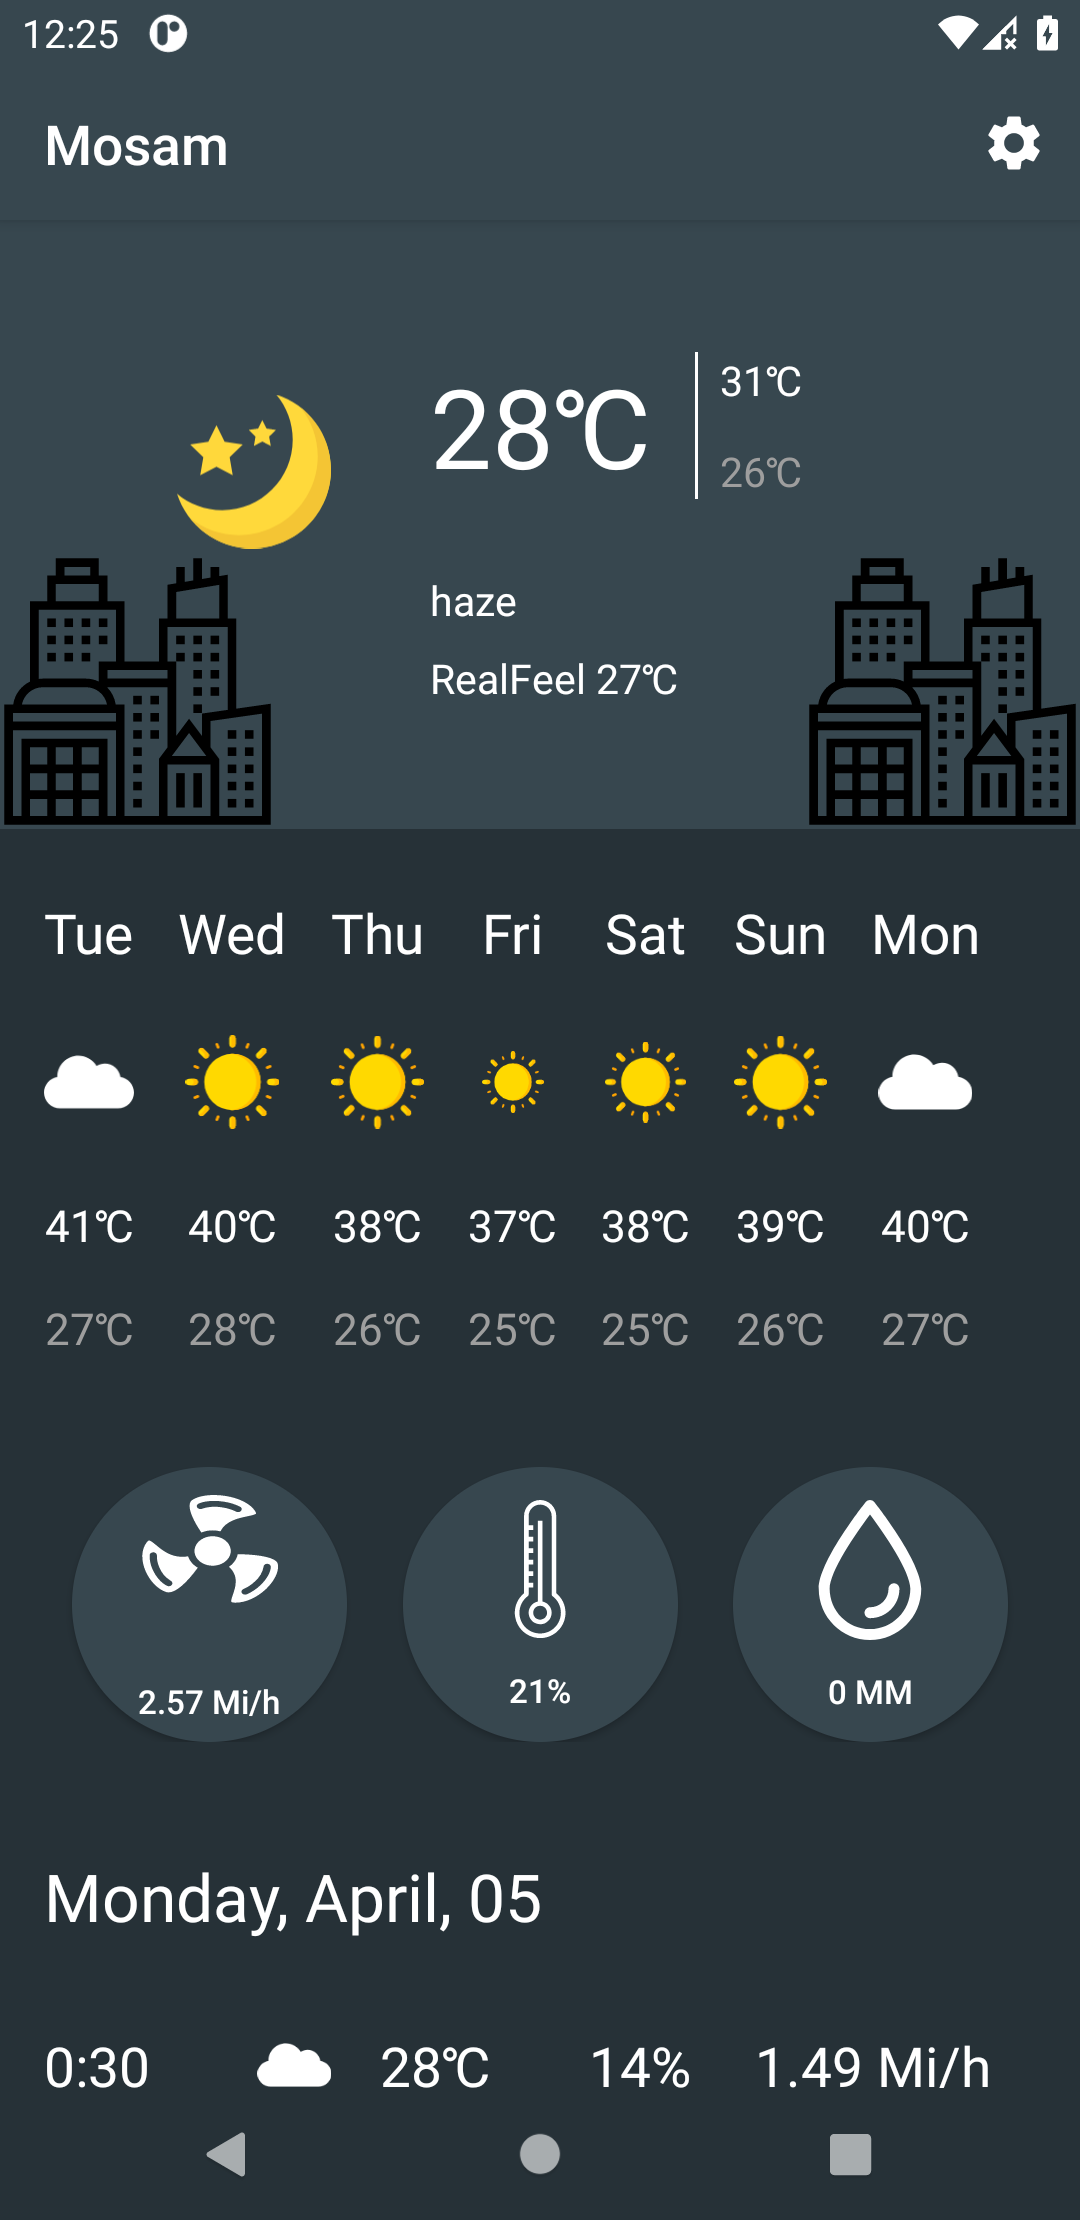 12:25
Mosam
28℃
31℃
26℃
haze
RealFeel 27℃
Tue Wed Thu Fri Sat Sun Mon
41℃ 40℃ 38℃ 37℃ 38℃ 39℃ 40℃
27℃ 28℃ 26℃ 25℃ 25℃ 26℃ 27℃
2.57 Mi/h 21% 0 MM
Monday, April, 05
0:30 28℃ 14% 1.49 Mi/h